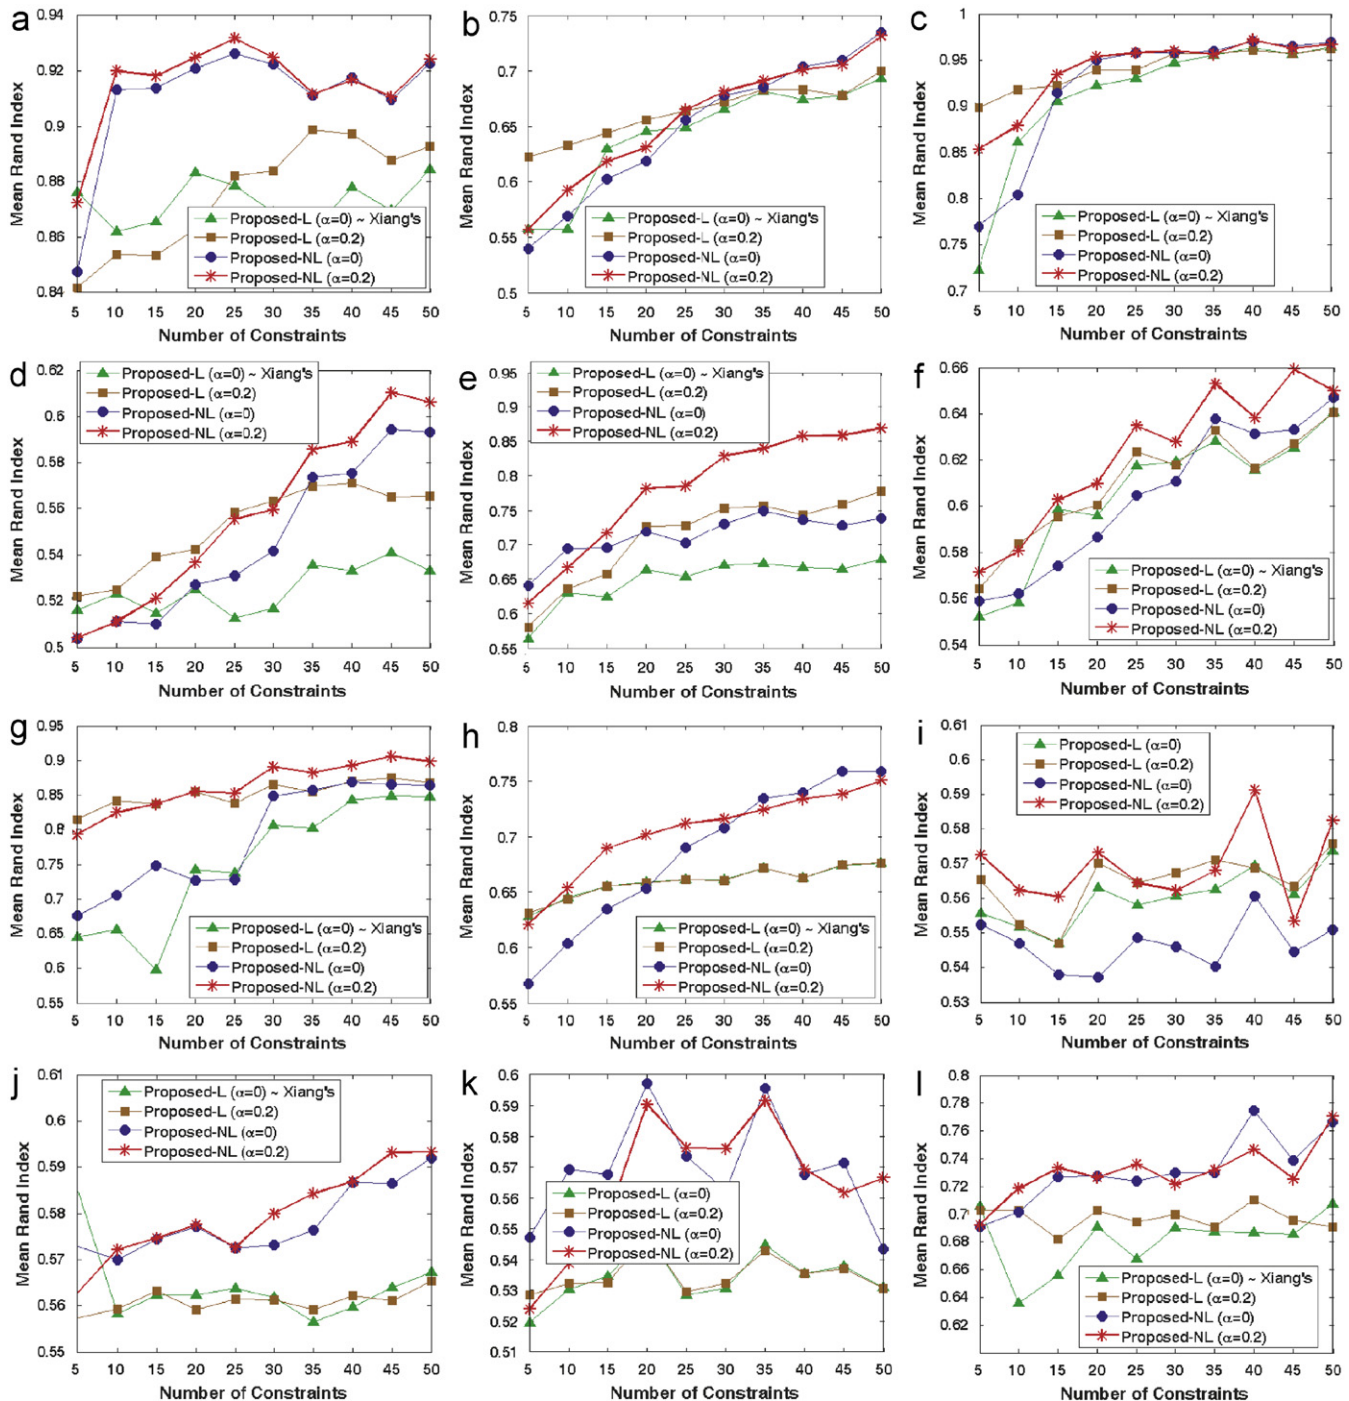 a
0.94
0.92
0.9
0.88
0.86
0.84
Mean Rand Index
5 10 15 20 25 30 35 40 45 50
Number of Constraints
Proposed-L (α=0) ~ Xiang's
Proposed-L (α=0.2)
Proposed-NL (α=0)
Proposed-NL (α=0.2)
b
0.75
0.7
0.65
0.6
0.55
0.5
Mean Rand Index
5 10 15 20 25 30 35 40 45 50
Number of Constraints
Proposed-L (α=0) ~ Xiang's
Proposed-L (α=0.2)
Proposed-NL (α=0)
Proposed-NL (α=0.2)
c
1
0.95
0.9
0.85
0.8
0.75
0.7
Mean Rand Index
5 10 15 20 25 30 35 40 45 50
Number of Constraints
Proposed-L (α=0) ~ Xiang's
Proposed-L (α=0.2)
Proposed-NL (α=0)
Proposed-NL (α=0.2)
d
0.62
0.6
0.58
0.56
0.54
0.52
0.5
Mean Rand Index
5 10 15 20 25 30 35 40 45 50
Number of Constraints
Proposed-L (α=0) ~ Xiang's
Proposed-L (α=0.2)
Proposed-NL (α=0)
Proposed-NL (α=0.2)
e
0.95
0.9
0.85
0.8
0.75
0.7
0.65
0.6
0.55
Mean Rand Index
5 10 15 20 25 30 35 40 45 50
Number of Constraints
Proposed-L (α=0) ~ Xiang's
Proposed-L (α=0.2)
Proposed-NL (α=0)
Proposed-NL (α=0.2)
f
0.66
0.64
0.62
0.6
0.58
0.56
0.54
Mean Rand Index
5 10 15 20 25 30 35 40 45 50
Number of Constraints
Proposed-L (α=0) ~ Xiang's
Proposed-L (α=0.2)
Proposed-NL (α=0)
Proposed-NL (α=0.2)
g
0.95
0.9
0.85
0.8
0.75
0.7
0.65
0.6
0.55
Mean Rand Index
5 10 15 20 25 30 35 40 45 50
Number of Constraints
Proposed-L (α=0) ~ Xiang's
Proposed-L (α=0.2)
Proposed-NL (α=0)
Proposed-NL (α=0.2)
h
0.8
0.75
0.7
0.65
0.6
0.55
Mean Rand Index
5 10 15 20 25 30 35 40 45 50
Number of Constraints
Proposed-L (α=0) ~ Xiang's
Proposed-L (α=0.2)
Proposed-NL (α=0)
Proposed-NL (α=0.2)
i
0.61
0.6
0.59
0.58
0.57
0.56
0.55
0.54
0.53
Mean Rand Index
5 10 15 20 25 30 35 40 45 50
Number of Constraints
Proposed-L (α=0)
Proposed-L (α=0.2)
Proposed-NL (α=0)
Proposed-NL (α=0.2)
j
0.61
0.6
0.59
0.58
0.57
0.56
0.55
Mean Rand Index
5 10 15 20 25 30 35 40 45 50
Number of Constraints
Proposed-L (α=0) ~ Xiang's
Proposed-L (α=0.2)
Proposed-NL (α=0)
Proposed-NL (α=0.2)
k
0.6
0.59
0.58
0.57
0.56
0.55
0.54
0.53
0.52
0.51
Mean Rand Index
5 10 15 20 25 30 35 40 45 50
Number of Constraints
Proposed-L (α=0)
Proposed-L (α=0.2)
Proposed-NL (α=0)
Proposed-NL (α=0.2)
l
0.8
0.78
0.76
0.74
0.72
0.7
0.68
0.66
0.64
0.62
Mean Rand Index
5 10 15 20 25 30 35 40 45 50
Number of Constraints
Proposed-L (α=0) ~ Xiang's
Proposed-L (α=0.2)
Proposed-NL (α=0)
Proposed-NL (α=0.2)